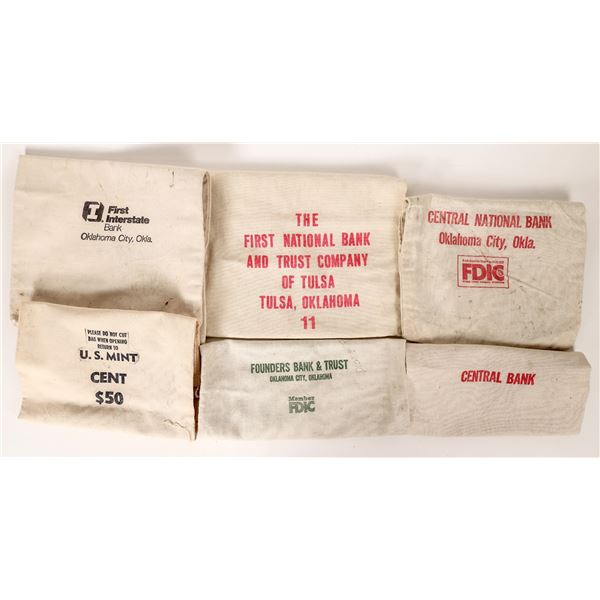 First
Interstate
Bank
Oklahoma City, Okla.
THE
FIRST NATIONAL BANK
AND TRUST COMPANY
OF TULSA
TULSA, OKLAHOMA
11
CENTRAL NATIONAL BANK
Oklahoma City, Okla.
FDIC
PLEASE DO NOT CUT
BAG WHEN OPENING
RETURN TO
U.S. MINT
CENT
$50
FOUNDERS BANK & TRUST
OKLAHOMA CITY, OKLAHOMA
Member
FDIC
CENTRAL BANK